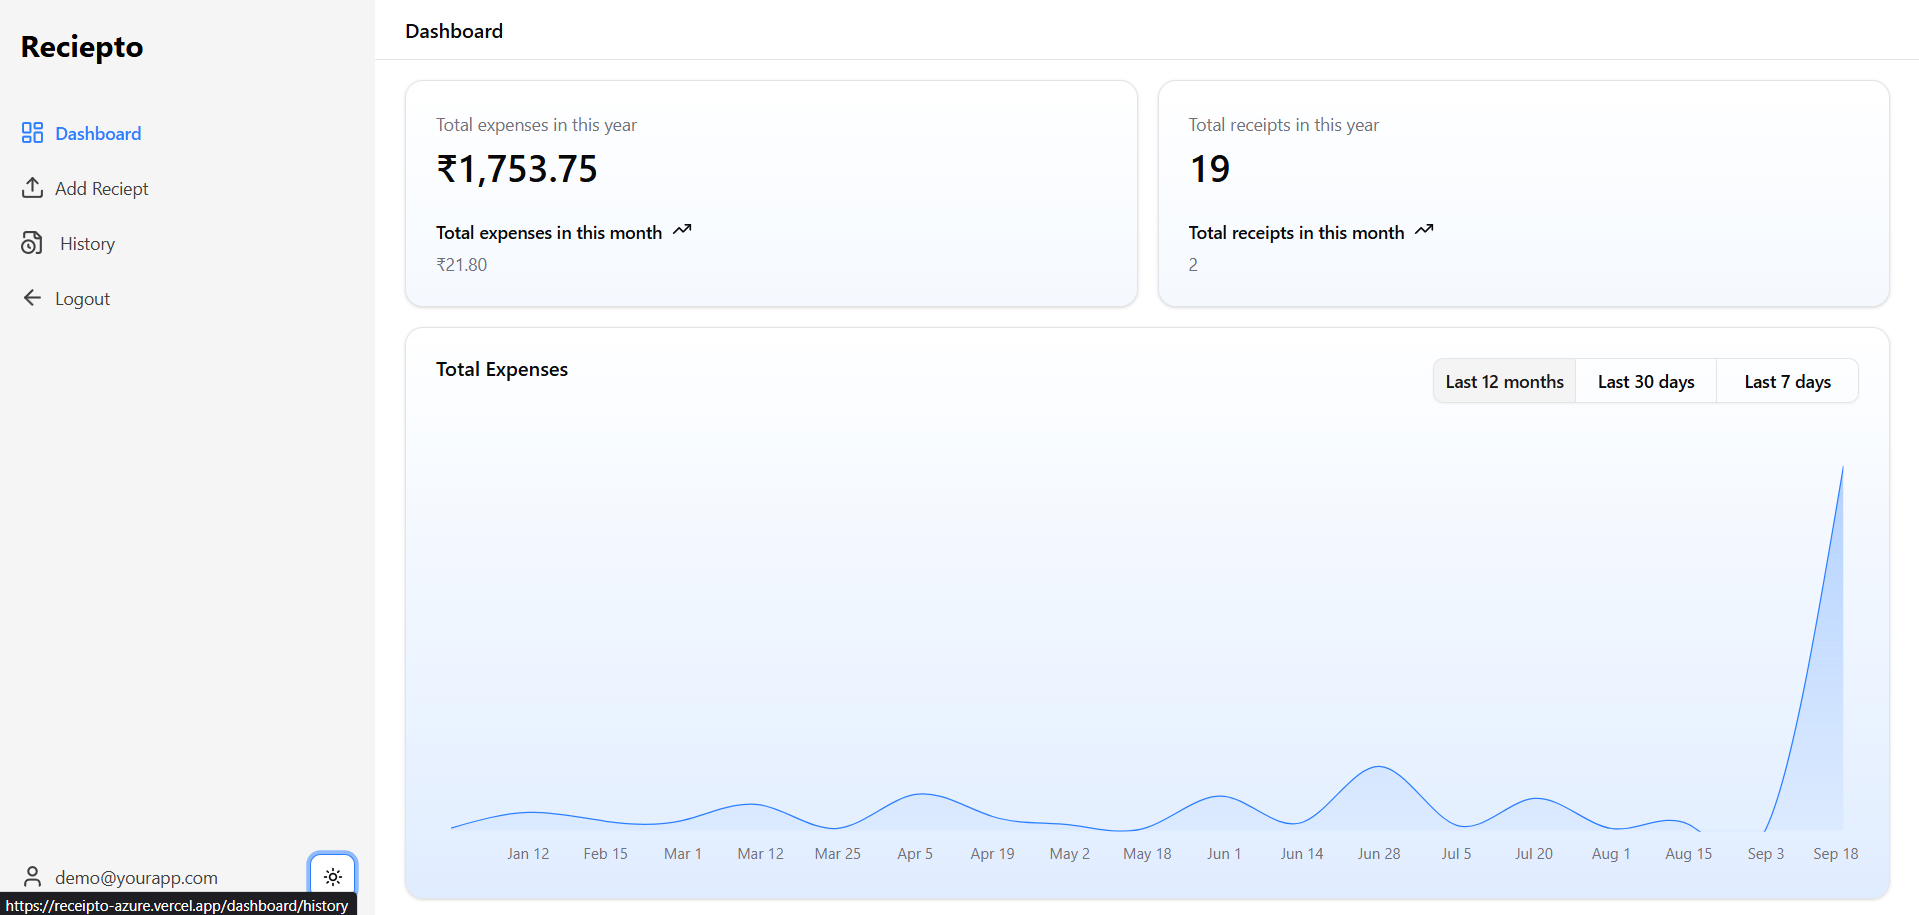 Reciepto
Dashboard
Add Reciept
History
Logout
demo@yourapp.com
https://receipto-azure.vercel.app/dashboard/history
Dashboard
Total expenses in this year
₹1,753.75
Total expenses in this month
₹21.80
Total receipts in this year
19
Total receipts in this month
2
Total Expenses
Last 12 months Last 30 days Last 7 days
Jan 12 Feb 15 Mar 1 Mar 12 Mar 25 Apr 5 Apr 19 May 2 May 18 Jun 1 Jun 14 Jun 28 Jul 5 Jul 20 Aug 1 Aug 15 Sep 3 Sep 18